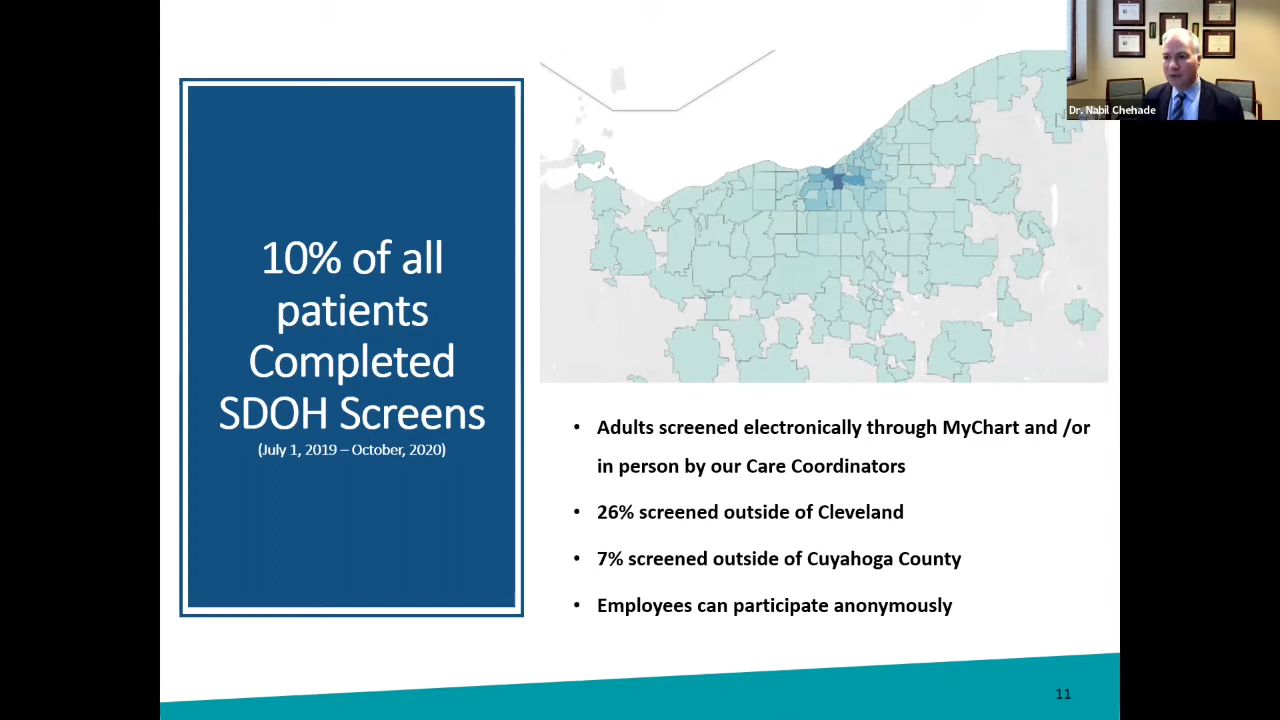 10% of all
patients
Completed
SDOH Screens
(July 1, 2019 – October, 2020)
• Adults screened electronically through MyChart and /or
in person by our Care Coordinators
• 26% screened outside of Cleveland
• 7% screened outside of Cuyahoga County
• Employees can participate anonymously
11
Dr. Nabil Chehade